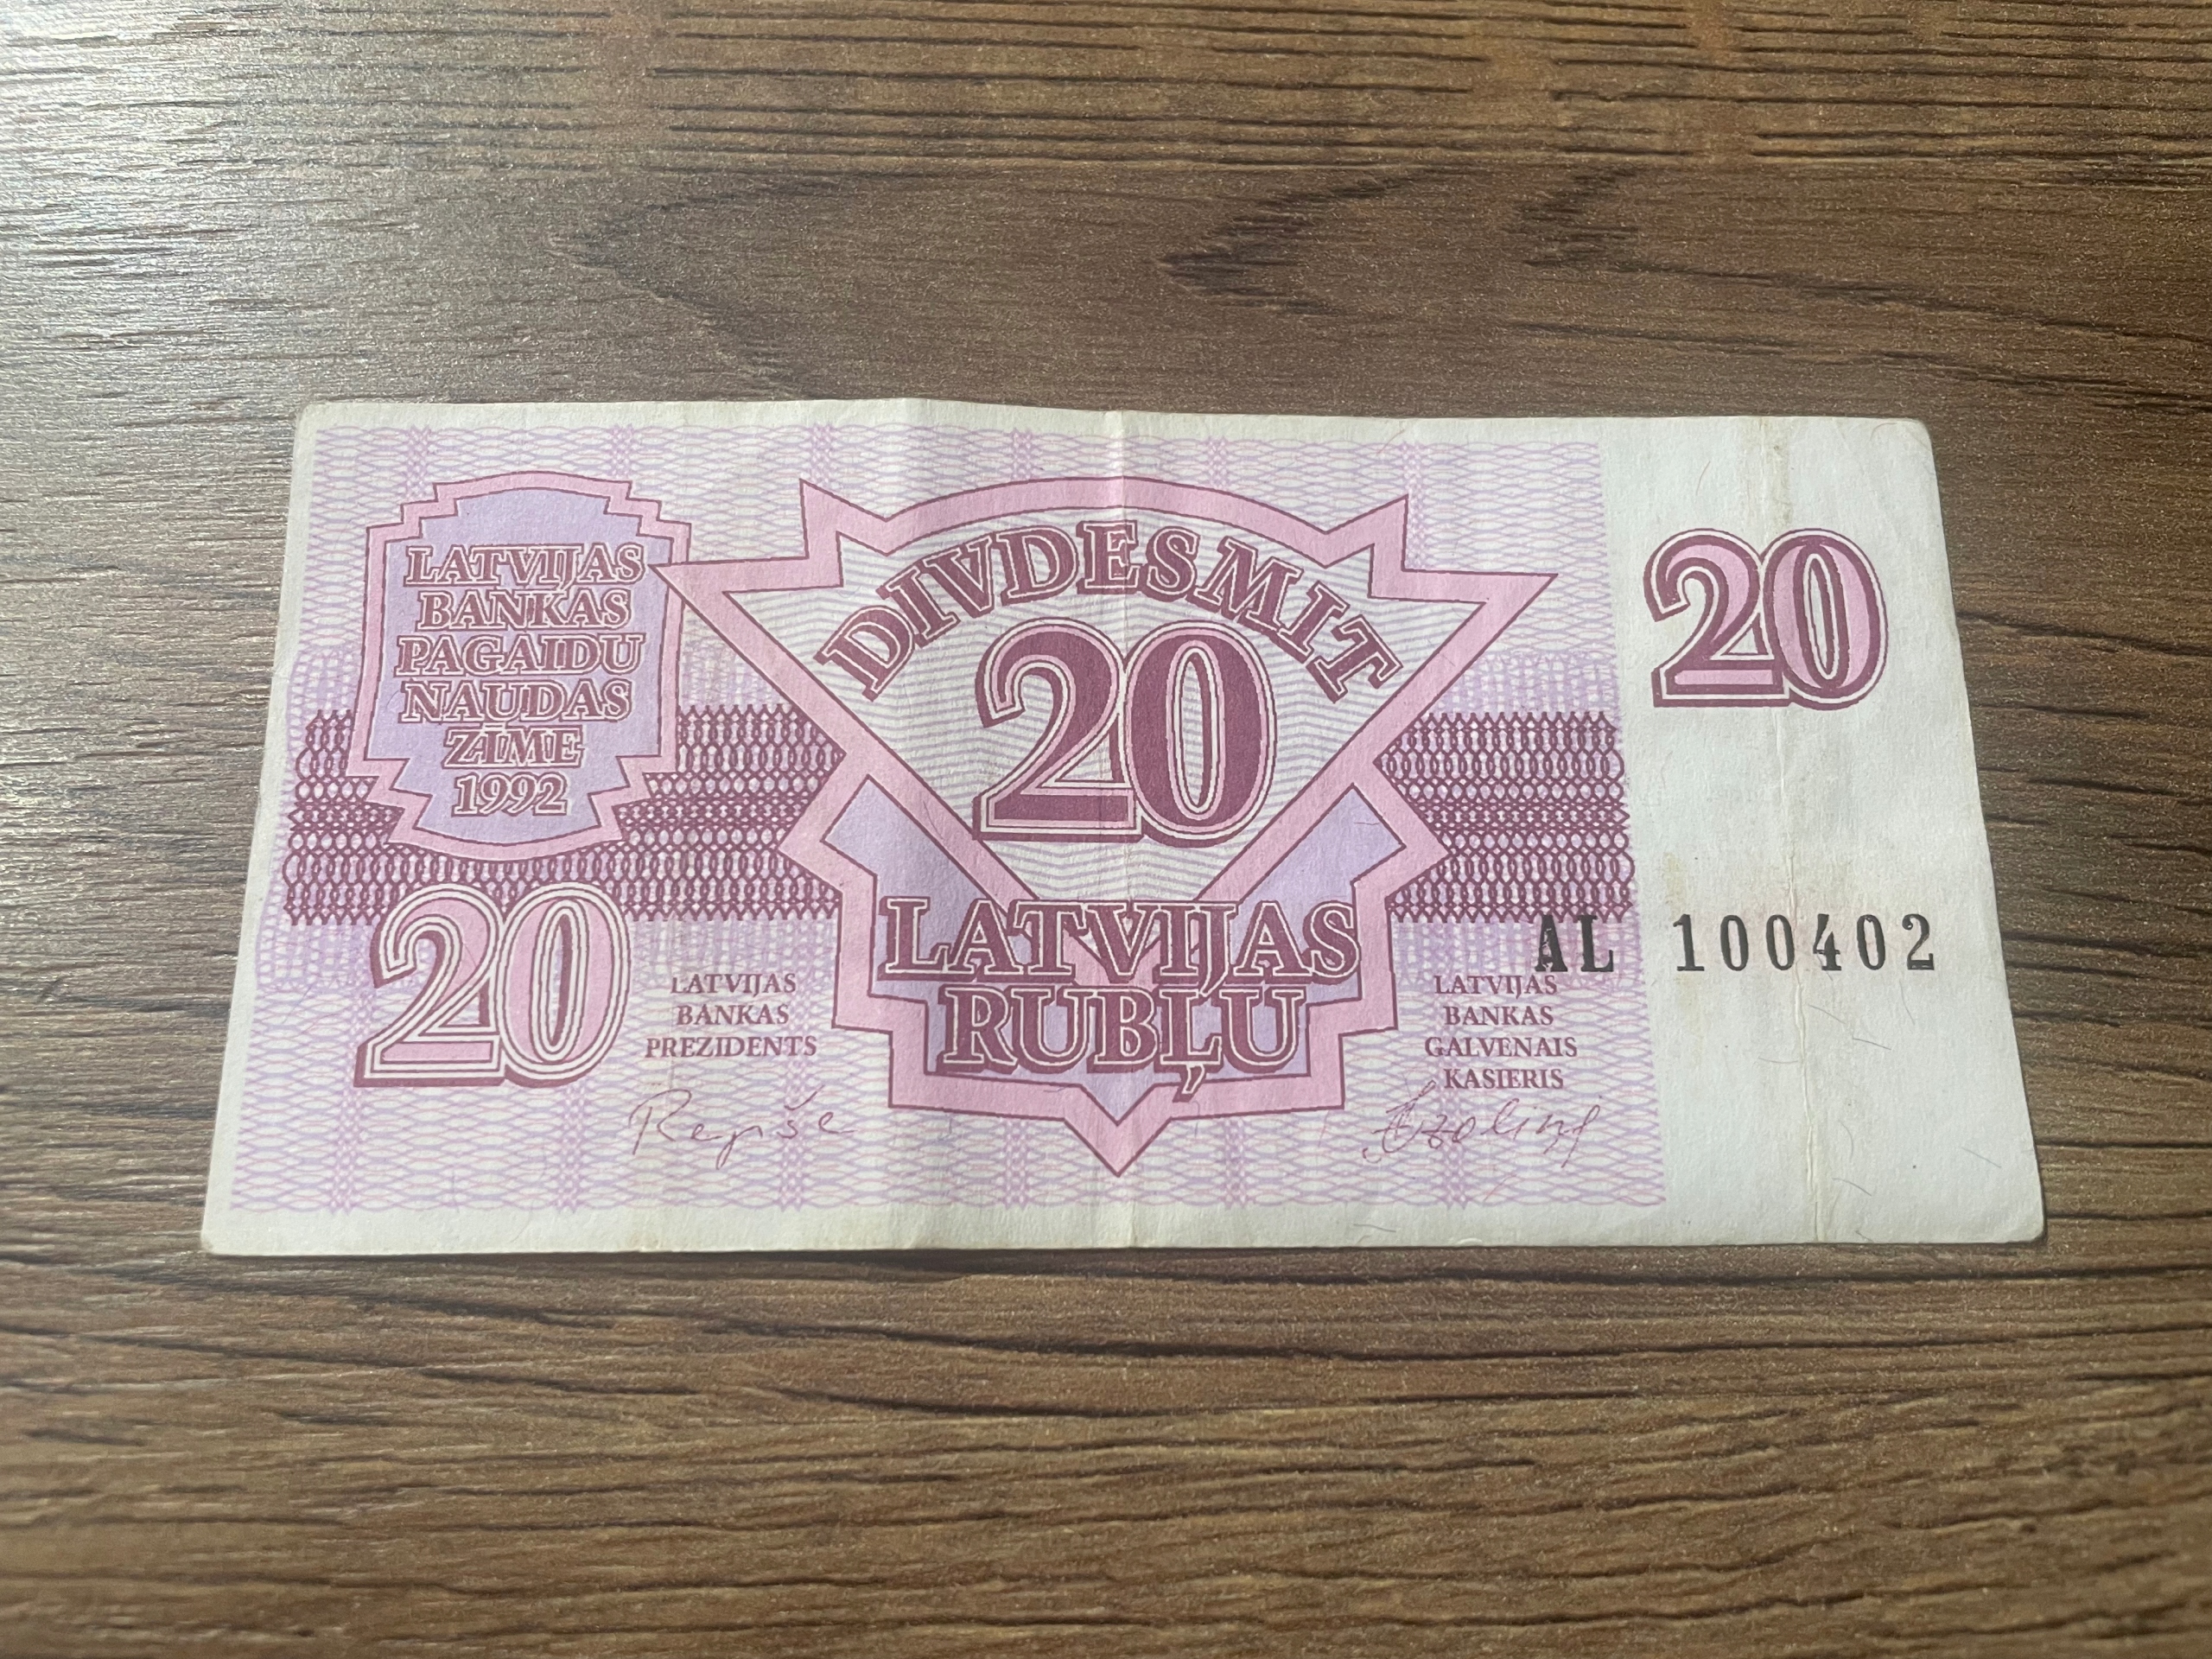 LATVIJAS
BANKAS
PAGAIDU
NAUDAS
ZĪME
1992
DIVDESMIT
20
LATVIJAS
RUBĻU
20
20
AL 100402
LATVIJAS
BANKAS
PREZIDENTS
Repše
LATVIJAS
BANKAS
GALVENAIS
KASIERIS